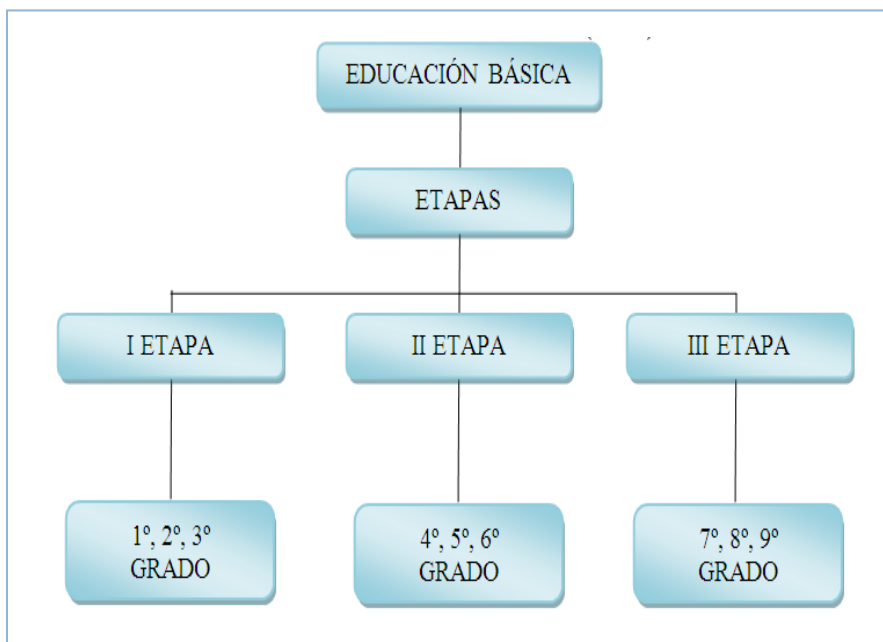 EDUCACIÓN BÁSICA
ETAPAS
I ETAPA
II ETAPA
III ETAPA
1º, 2º, 3º
GRADO
4º, 5º, 6º
GRADO
7º, 8º, 9º
GRADO